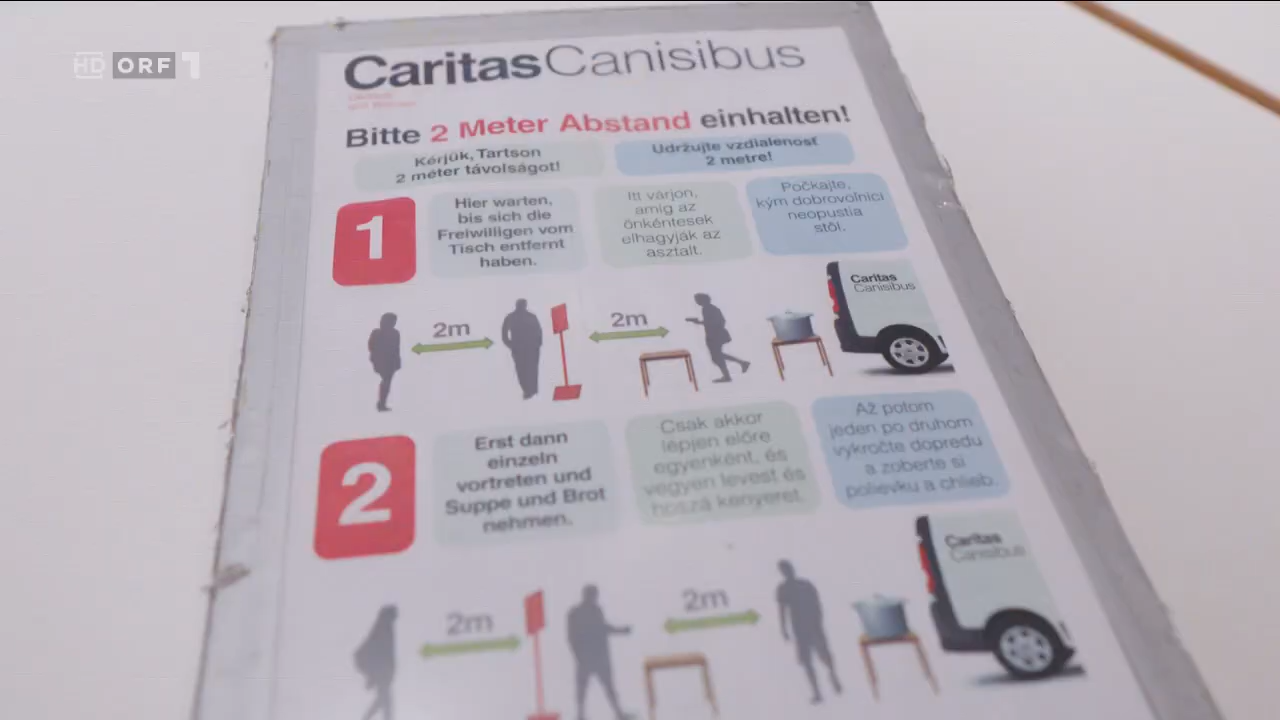 HD ORF 1
CaritasCanisibus
Bitte 2 Meter Abstand einhalten!
Kérjük, Tartson
2 méter távolságot!
Udržujte vzdialenosť
2 metre!
1
Hier warten,
bis sich die
Freiwilligen vom
Tisch entfernt
haben.
Itt várjon,
amig az
önkéntesek
elhagyják az
asztalt.
Počkajte,
kým dobrovoľníci
neopustia
stôl.
2m
2m
Caritas
Canisibus
2
Erst dann
einzeln
vortreten und
Suppe und Brot
nehmen.
Csak akkor
lépjen előre
egyenként, és
vegyen levest és
hoszá kenyeret.
Až potom
jeden po druhom
vykročte dopredu
a zoberte si
polievku a chlieb.
2m
2m
Caritas
Canisibus